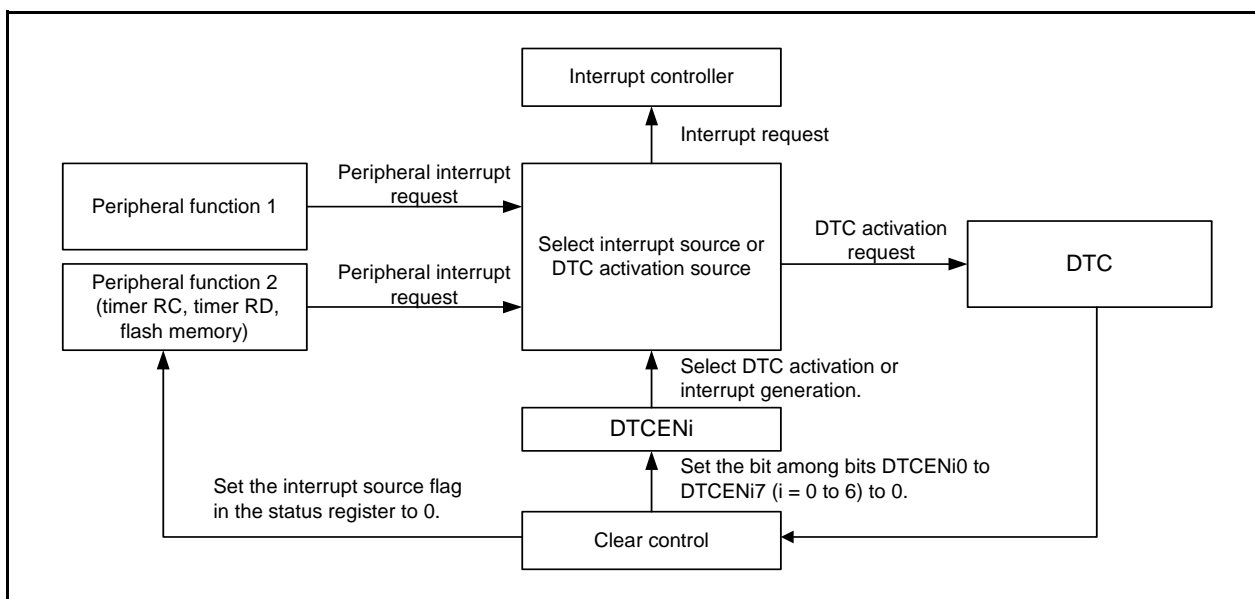 Interrupt controller
Interrupt request
Peripheral interrupt
request
Peripheral function 1
Select interrupt source or
DTC activation source
DTC activation
request
DTC
Peripheral function 2
(timer RC, timer RD,
flash memory)
Peripheral interrupt
request
Select DTC activation or
interrupt generation.
DTCENi
Set the bit among bits DTCENi0 to
DTCENi7 (i = 0 to 6) to 0.
Set the interrupt source flag
in the status register to 0.
Clear control